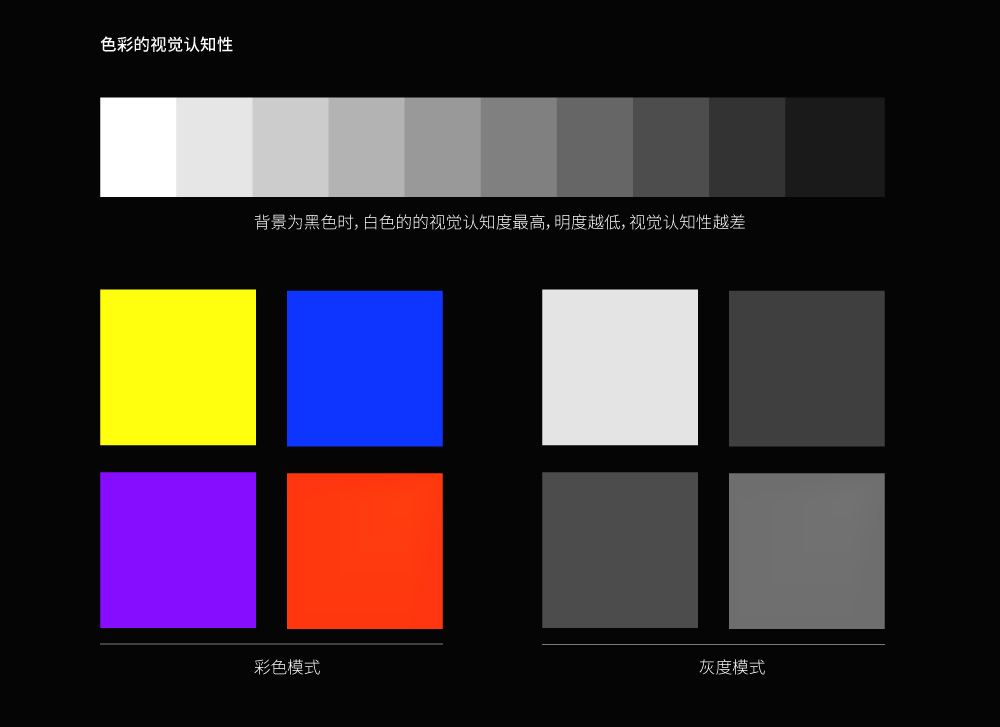 色彩的视觉认知性
背景为黑色时，白色的的视觉认知度最高，明度越低，视觉认知性越差
彩色模式
灰度模式